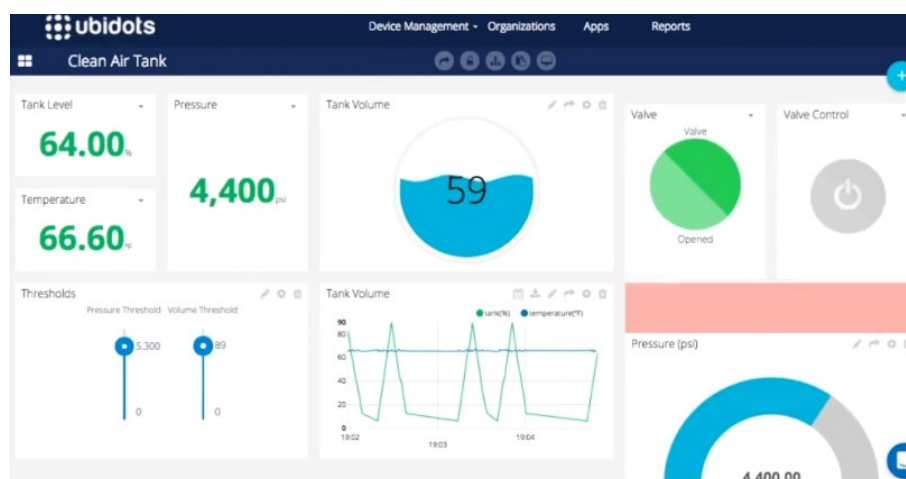 ubidots
Device Management Organizations Apps Reports
Clean Air Tank
Tank Level
64.00 %
Temperature
66.60 °F
Pressure
4,400 psi
Tank Volume
59
Valve
Valve
Opened
Valve Control
Thresholds
Pressure Threshold Volume Threshold
5.300 89
0 0
Tank Volume
tank(%) temperature(°F)
90
80
60
40
20
0
19:02 19:03 19:04
Pressure (psi)
4,400.00